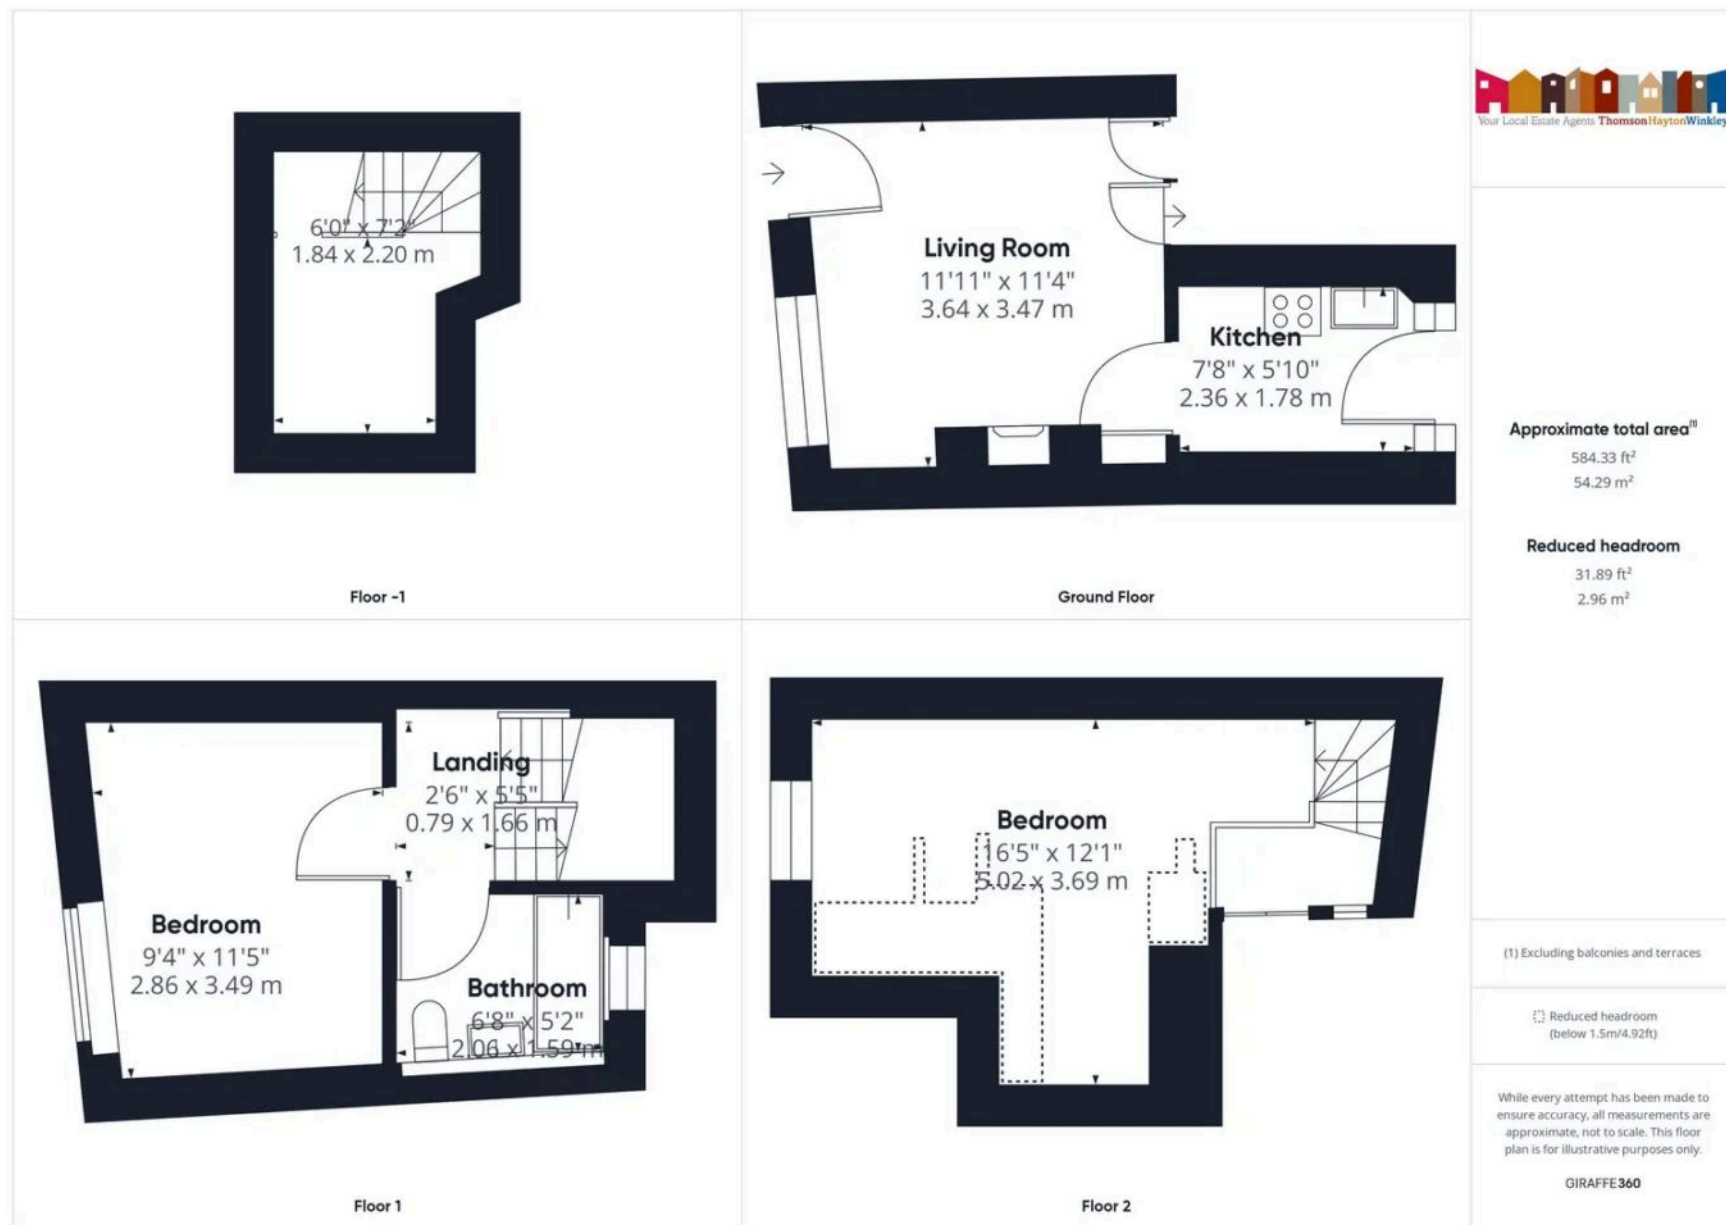 6'0" x 7'2"
1.84 x 2.20 m
Floor -1
Living Room
11'11" x 11'4"
3.64 x 3.47 m
Kitchen
7'8" x 5'10"
2.36 x 1.78 m
Ground Floor
Landing
2'6" x 5'5"
0.79 x 1.66 m
Bedroom
9'4" x 11'5"
2.86 x 3.49 m
Bathroom
6'8" x 5'2"
2.06 x 1.59 m
Floor 1
Bedroom
16'5" x 12'1"
5.02 x 3.69 m
Floor 2
Your Local Estate Agents ThomsonHaytonWinkley
Approximate total area(1)
584.33 ft²
54.29 m²
Reduced headroom
31.89 ft²
2.96 m²
(1) Excluding balconies and terraces
Reduced headroom
(below 1.5m/4.92ft)
While every attempt has been made to
ensure accuracy, all measurements are
approximate, not to scale. This floor
plan is for illustrative purposes only.
GIRAFFE360